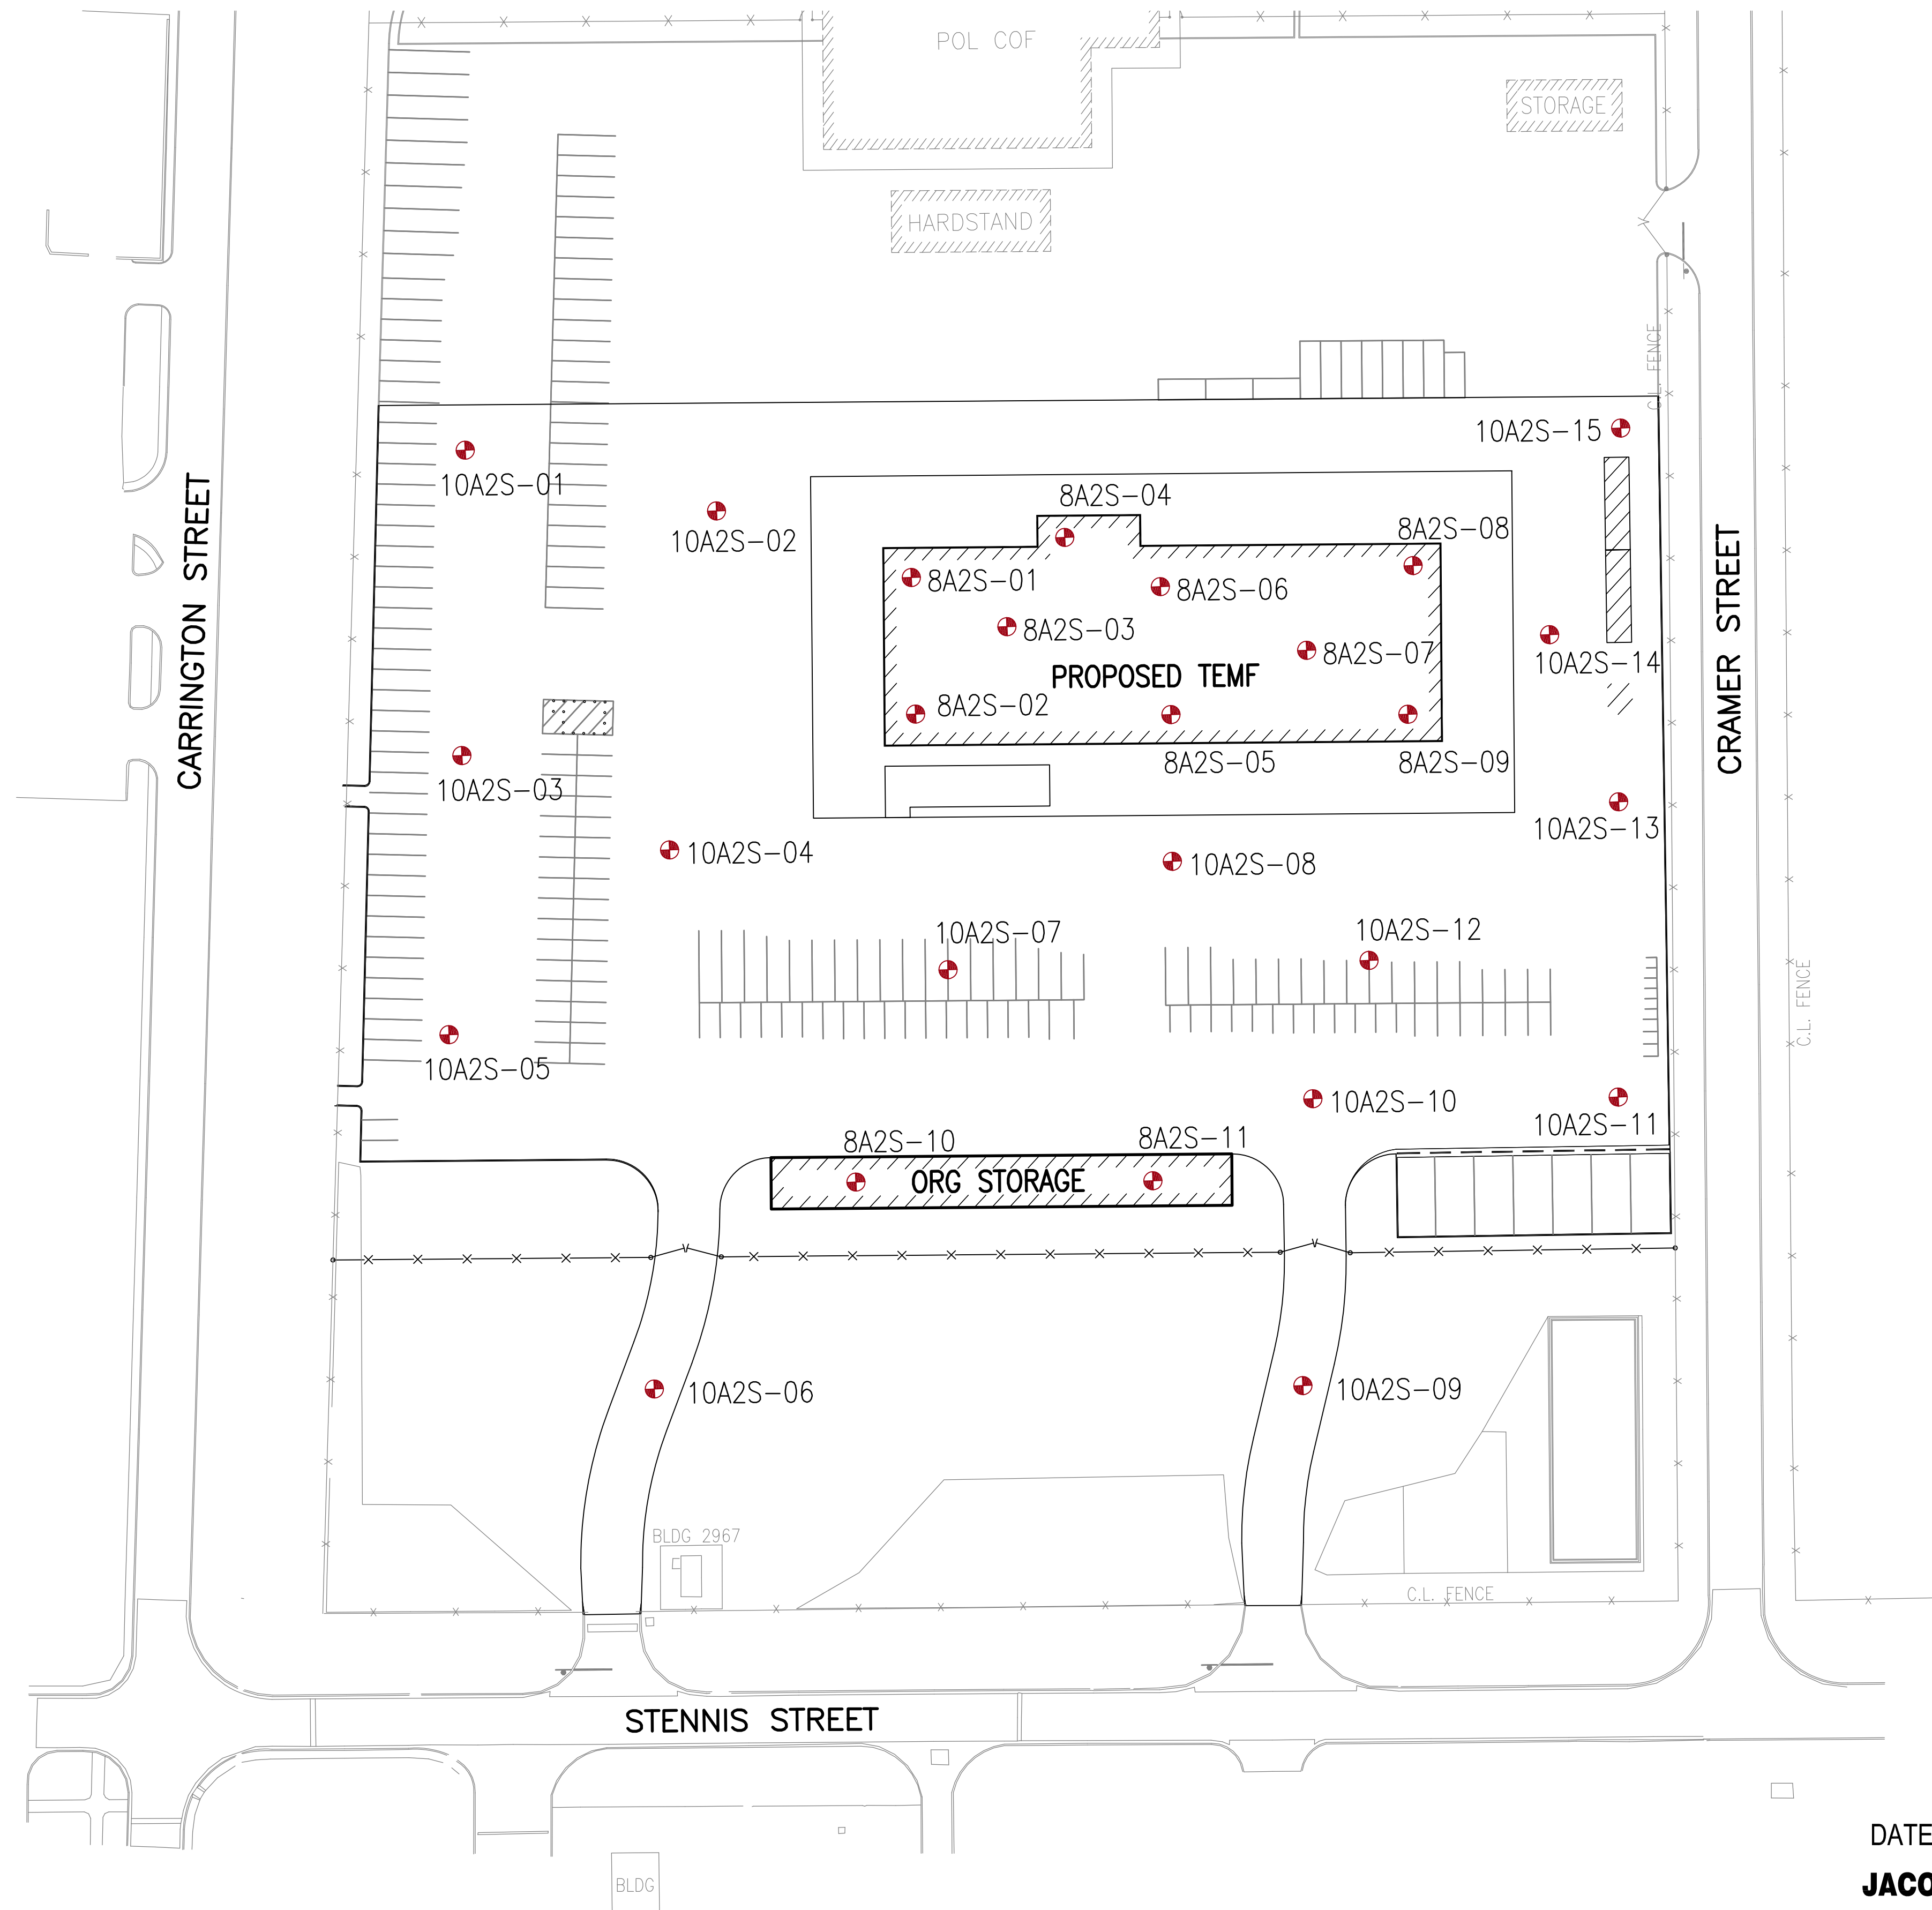 POL COF
STORAGE
HARDSTAND
C.L. FENCE
10A2S-15
10A2S-01
10A2S-02
8A2S-04
8A2S-08
CARRINGTON STREET
CRAMER STREET
8A2S-01
8A2S-06
8A2S-03
8A2S-07
10A2S-14
PROPOSED TEMF
8A2S-02
8A2S-05
8A2S-09
10A2S-03
10A2S-13
10A2S-04
10A2S-08
10A2S-07
10A2S-12
C.L. FENCE
10A2S-05
10A2S-10
10A2S-11
8A2S-10
8A2S-11
ORG STORAGE
10A2S-06
10A2S-09
BLDG 2967
C.L. FENCE
STENNIS STREET
DATE
BLDG
JACO